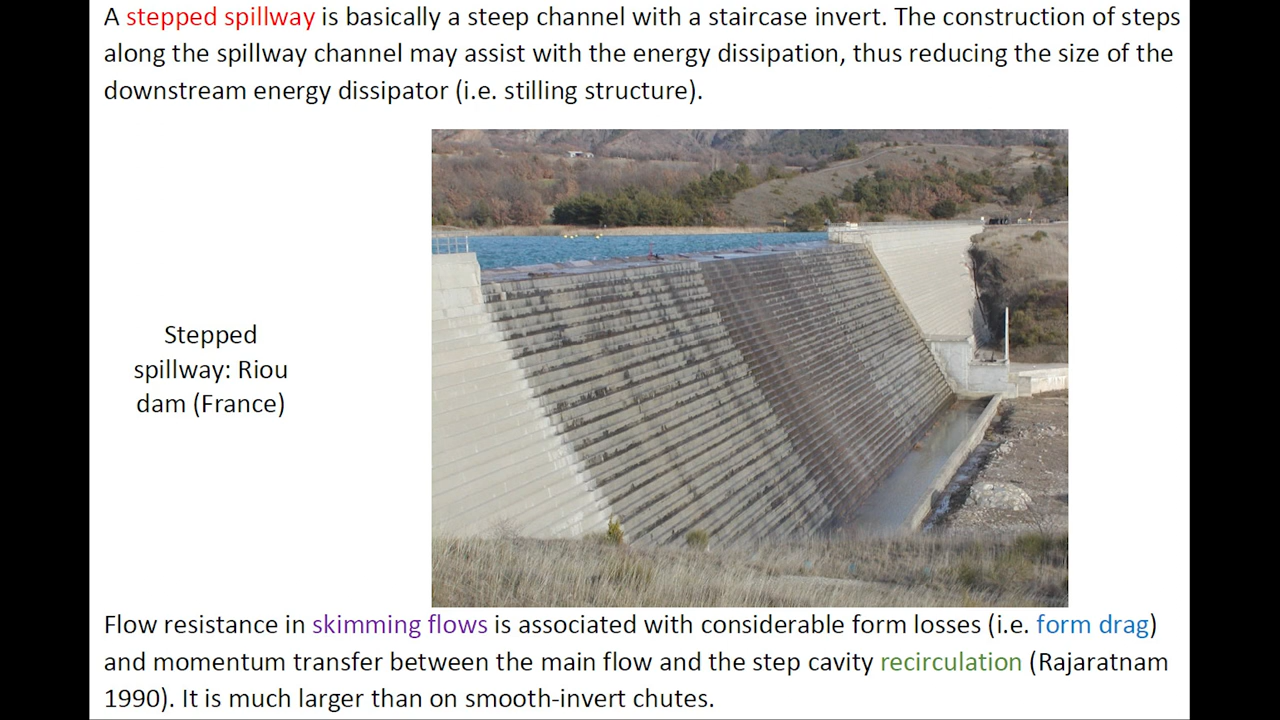 A stepped spillway is basically a steep channel with a staircase invert. The construction of steps
along the spillway channel may assist with the energy dissipation, thus reducing the size of the
downstream energy dissipator (i.e. stilling structure).
Stepped
spillway: Riou
dam (France)
Flow resistance in skimming flows is associated with considerable form losses (i.e. form drag)
and momentum transfer between the main flow and the step cavity recirculation (Rajaratnam
1990). It is much larger than on smooth-invert chutes.